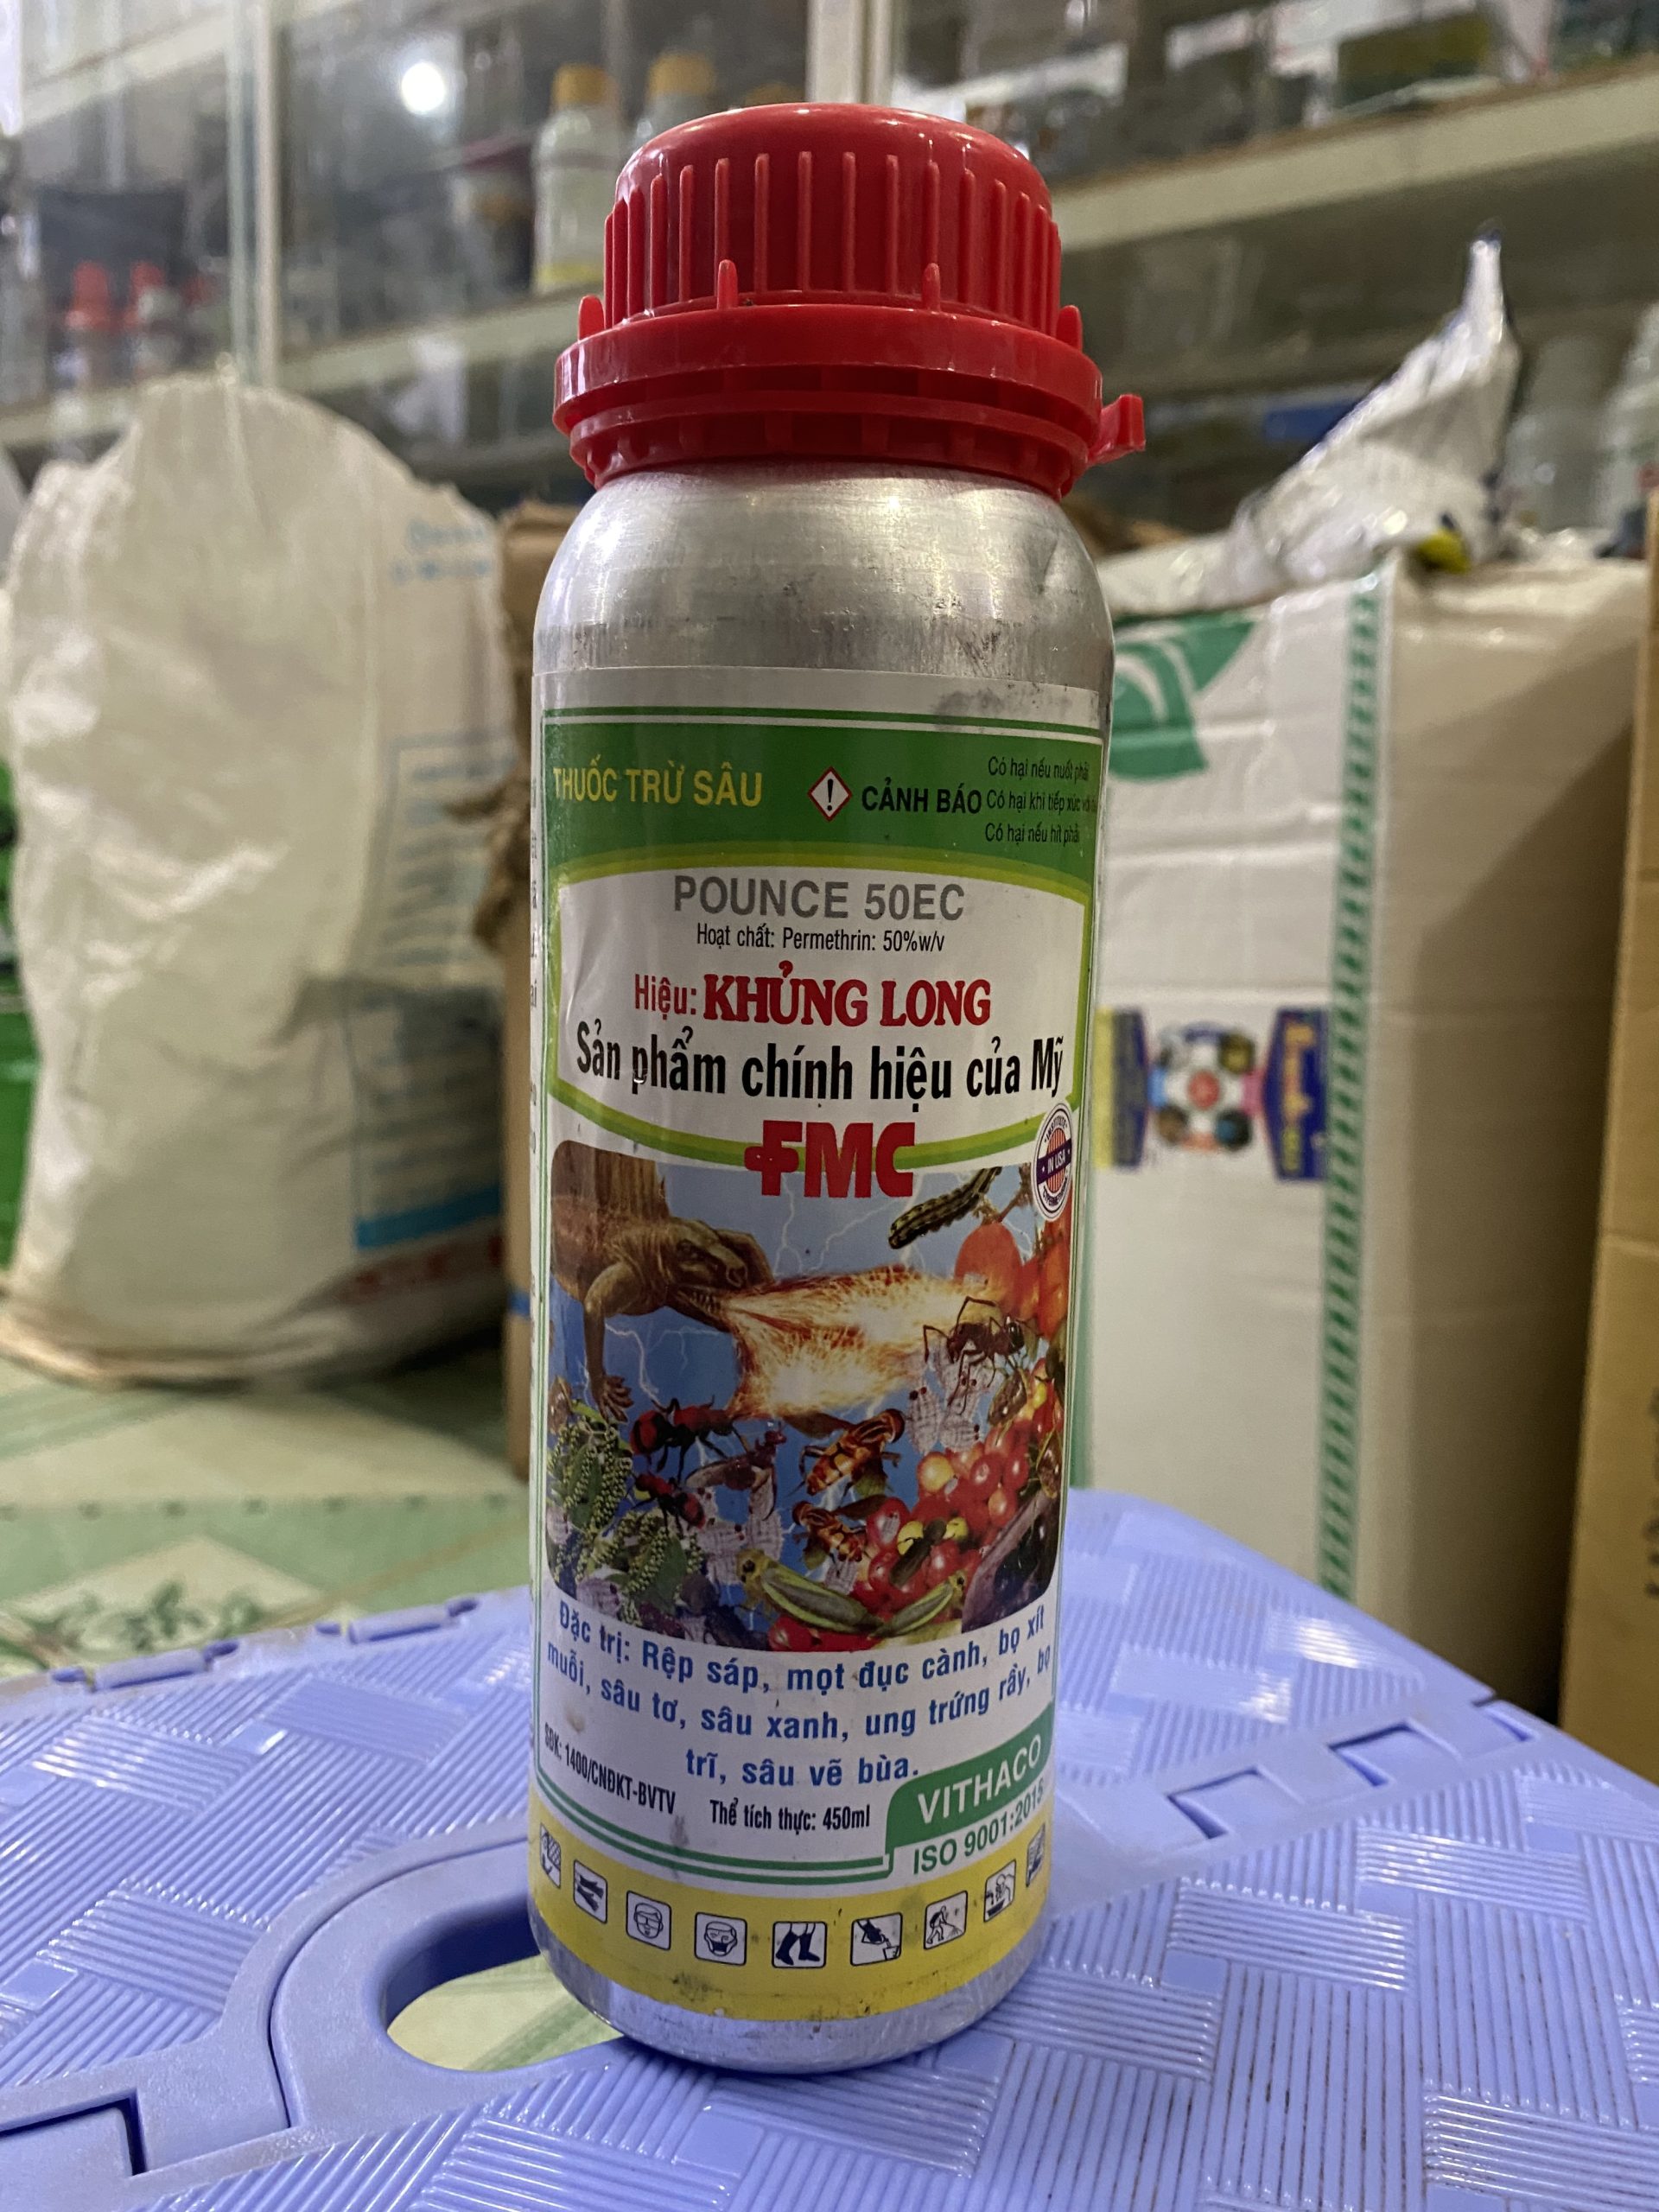 THUỐC TRỪ SÂU
CẢNH BÁO
Có hại nếu nuốt phải
Có hại khi tiếp xúc với
Có hại nếu hít phải
POUNCE 50EC
Hoạt chất: Permethrin: 50%w/v
Hiệu: KHỦNG LONG
Sản phẩm chính hiệu của Mỹ
FMC
IN USA
Đặc trị: Rệp sáp, mọt đục cành, bọ xít
muỗi, sâu tơ, sâu xanh, ung trứng rầy, bọ
trĩ, sâu vẽ bùa.
SĐK: 1400/CNĐKT-BVTV
Thể tích thực: 450ml
VITHACO
ISO 9001:2015